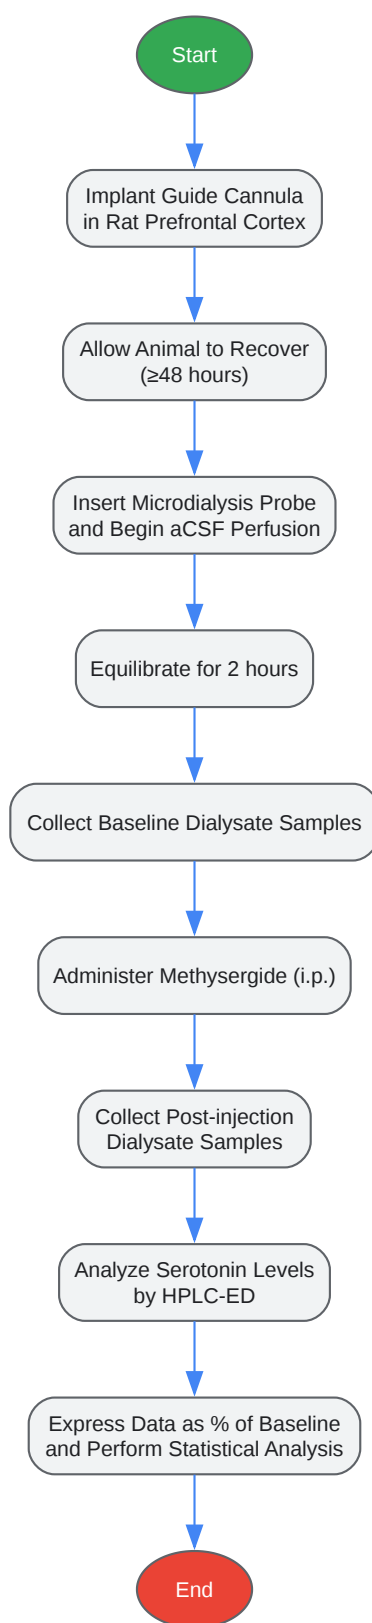 Start
Implant Guide Cannula
in Rat Prefrontal Cortex
Allow Animal to Recover
(≥48 hours)
Insert Microdialysis Probe
and Begin aCSF Perfusion
Equilibrate for 2 hours
Collect Baseline Dialysate Samples
Administer Methysergide (i.p.)
Collect Post-injection
Dialysate Samples
Analyze Serotonin Levels
by HPLC-ED
Express Data as % of Baseline
and Perform Statistical Analysis
End